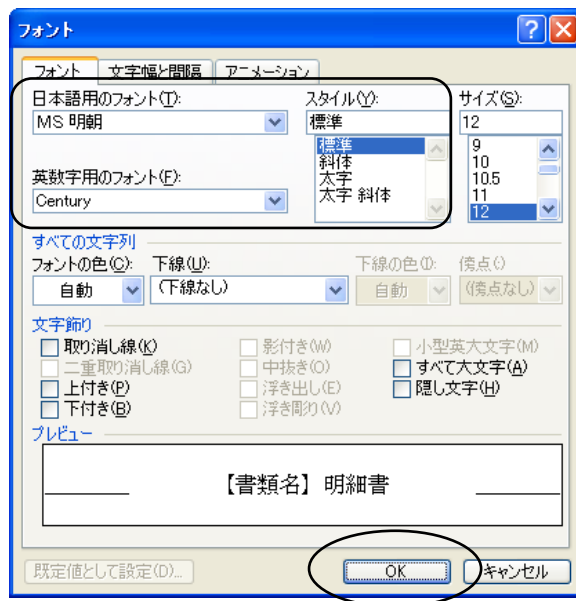 フォント
フォント 文字幅と間隔 アニメーション
日本語用のフォント(T): スタイル(Y): サイズ(S):
MS 明朝 標準 12
標準 9
斜体 10
太字 10.5
太字 斜体 11
12
英数字用のフォント(F):
Century
すべての文字列
フォントの色(C): 下線(U): 下線の色(I): 傍点(·)
自動 (下線なし) 自動 (傍点なし)
文字飾り
取り消し線(K) 影付き(W) 小型英大文字(M)
二重取り消し線(G) 中抜き(O) すべて大文字(A)
上付き(P) 浮き出し(E) 隠し文字(H)
下付き(B) 浮き彫り(V)
プレビュー
【書類名】明細書
既定値として設定(D)... OK キャンセル